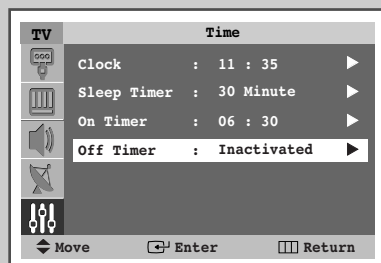 TV Time
Clock : 11 : 35
Sleep Timer : 30 Minute
On Timer : 06 : 30
Off Timer : Inactivated
Move Enter Return